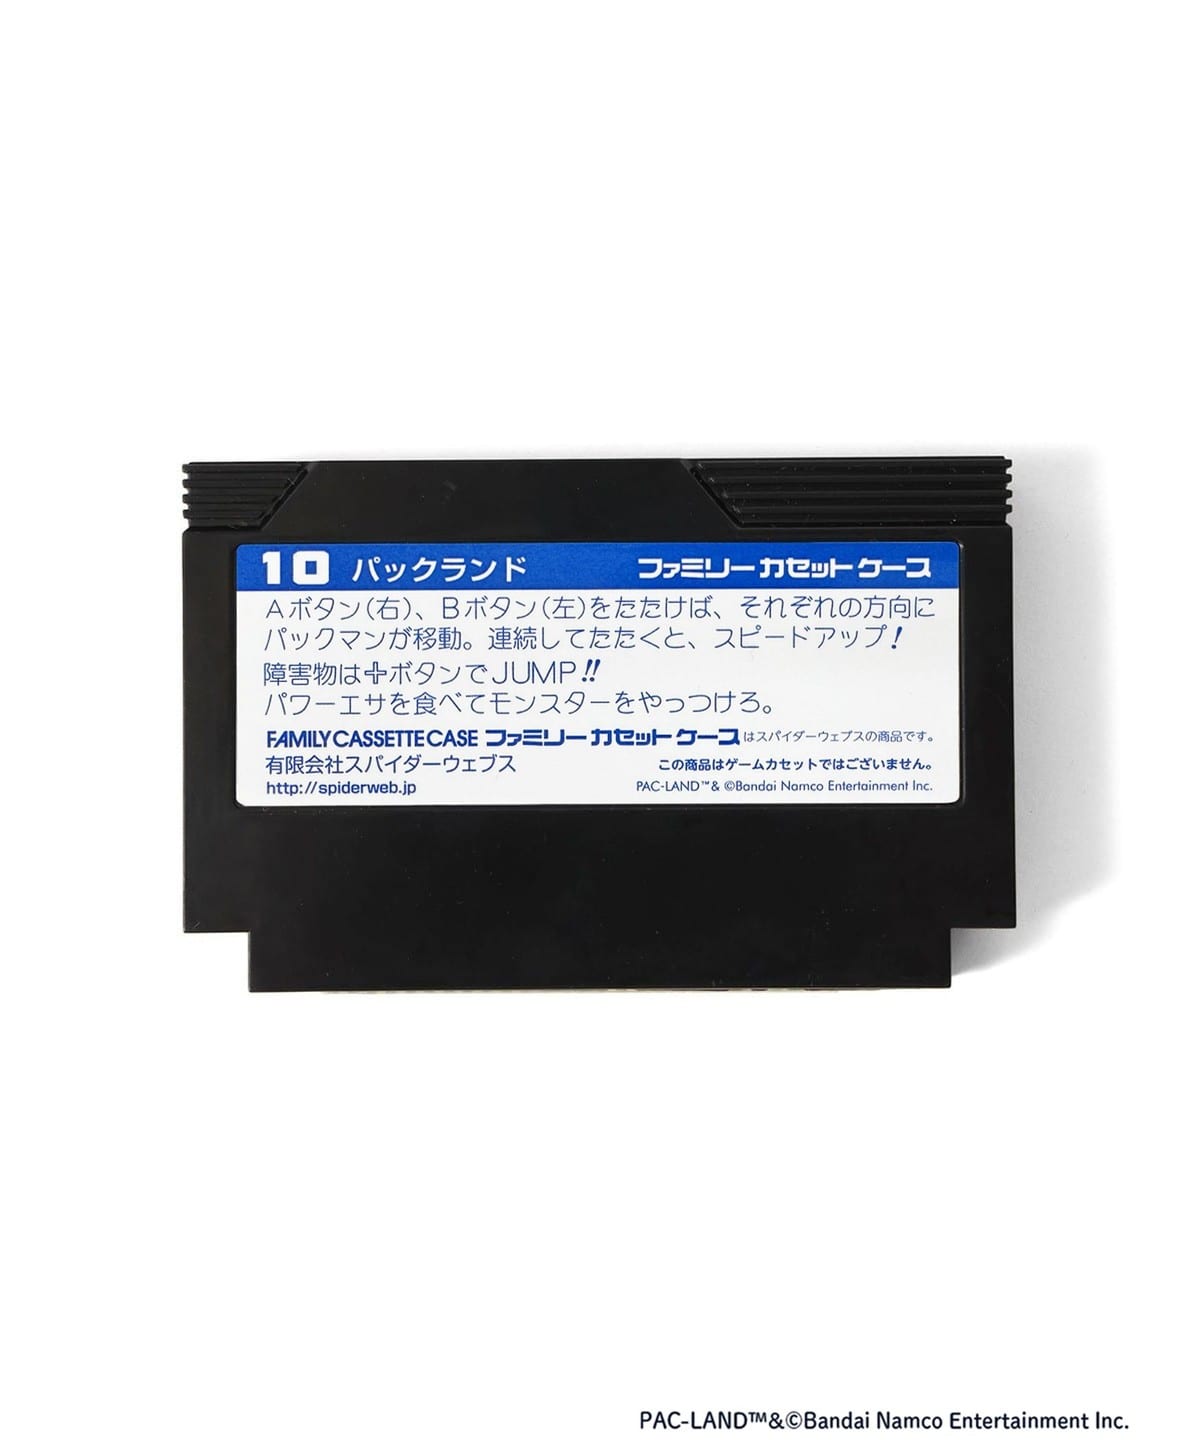 10 パックランド ファミリー カセット ケース
Aボタン(右)、Bボタン(左)をたたけば、それぞれの方向に
パックマンが移動。連続してたたくと、スピードアップ!
障害物は✚ボタンでJUMP!!
パワーエサを食べてモンスターをやっつけろ。
FAMILY CASSETTE CASE ファミリー カセット ケースはスパイダーウェブスの商品です。
有限会社スパイダーウェブス この商品はゲームカセットではございません。
http://spiderweb.jp PAC-LAND™& ©Bandai Namco Entertainment Inc.
PAC-LAND™&©Bandai Namco Entertainment Inc.